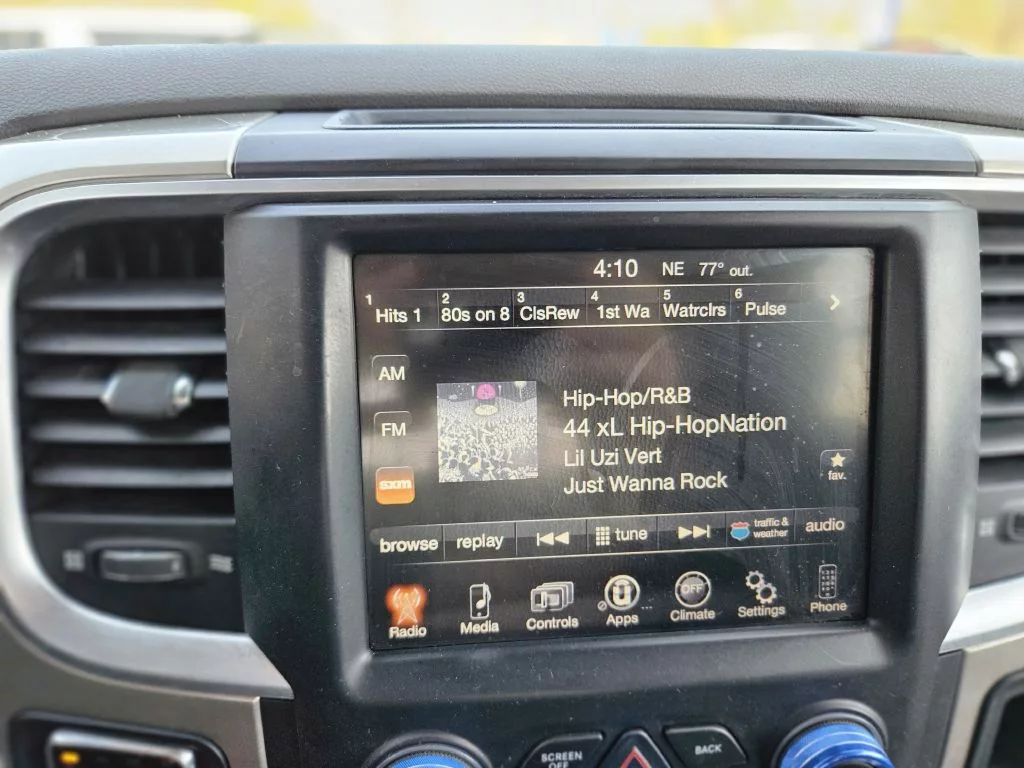 4:10 NE 77° out.
1 2 3 4 5 6
Hits 1 80s on 8 ClsRew 1st Wa Watrclrs Pulse
AM
FM
sxm
Hip-Hop/R&B
44 xL Hip-HopNation
Lil Uzi Vert
Just Wanna Rock
fav.
browse replay tune traffic & weather audio
OFF
Radio Media Controls Apps Climate Settings Phone
SCREEN OFF
BACK